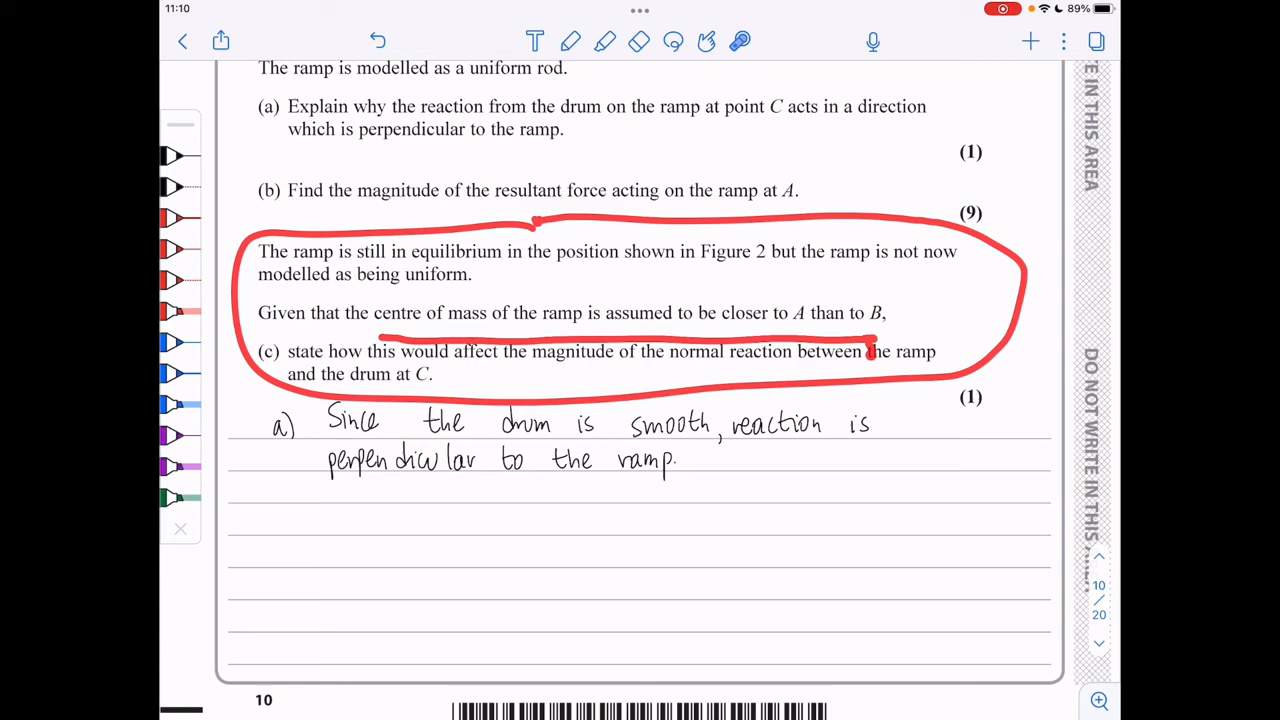 11:10
89%
The ramp is modelled as a uniform rod.
(a) Explain why the reaction from the drum on the ramp at point C acts in a direction
which is perpendicular to the ramp.
(1)
(b) Find the magnitude of the resultant force acting on the ramp at A.
(9)
The ramp is still in equilibrium in the position shown in Figure 2 but the ramp is not now
modelled as being uniform.
Given that the centre of mass of the ramp is assumed to be closer to A than to B,
(c) state how this would affect the magnitude of the normal reaction between the ramp
and the drum at C.
(1)
a) Since the drum is smooth, reaction is
perpendicular to the ramp.
10
TE IN THIS AREA
DO NOT WRITE IN THIS
10
/
20